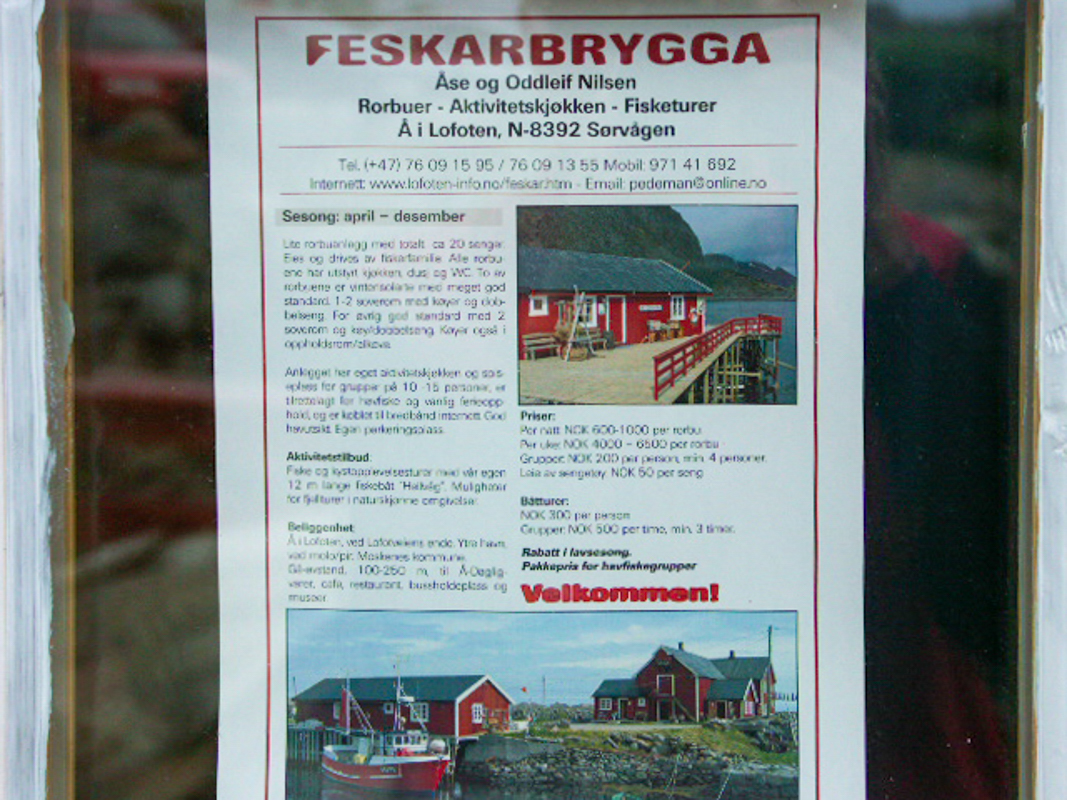 FESKARBRYGGA
Åse og Oddleif Nilsen
Rorbuer - Aktivitetskjøkken - Fisketurer
Å i Lofoten, N-8392 Sørvågen
Tel. (+47) 76 09 15 95 / 76 09 13 55 Mobil: 971 41 692
Internett: www.lofoten-info.no/feskar.htm - Email: pedeman@online.no
Sesong: april – desember
Lite rorbuanlegg med totalt ca 20 senger.
Eies og drives av fiskerfamilie. Alle rorbu-
ene har utstyrt kjøkken, dusj og WC. To av
rorbuene er vinterisolerte med meget god
standard. 1-2 soverom med køyer og dob-
belseng. For øvrig god standard med 2
soverom og køy/dobbelseng. Køyer også i
oppholdsrom/alkove.
Anlegget har eget aktivitetskjøkken og spis-
eplass for grupper på 10 -15 personer, er
tilrettelagt for havfiske og vanlig ferieopp-
hold, og er koblet til bredbånd internett. God
havutsikt. Egen parkeringsplass.
Aktivitetstilbud:
Fiske og kystopplevelsesturer med vår egen
12 m lange fiskebåt
Muligheter
for fjellturer i naturskjønne omgivelser.
Beliggenhet:
Å i Lofoten, ved Lofotveiens ende. Ytre havn,
ved molo/pir. Moskenes kommune.
Gå-avstand, 100-250 m, til Å-Daglig-
varer, cafe, restaurant, bussholdeplass og
museer.
Priser:
Per natt: NOK 600-1000 per rorbu
Per uke: NOK 4000 – 6500 per rorbu
Grupper: NOK 200 per person, min. 4 personer.
Leie av sengetøy: NOK 50 per seng
Båtturer:
NOK 300 per person
Grupper: NOK 500 per time, min. 3 timer.
Rabatt i lavsesong.
Pakkepris for havfiskegrupper
Velkommen!